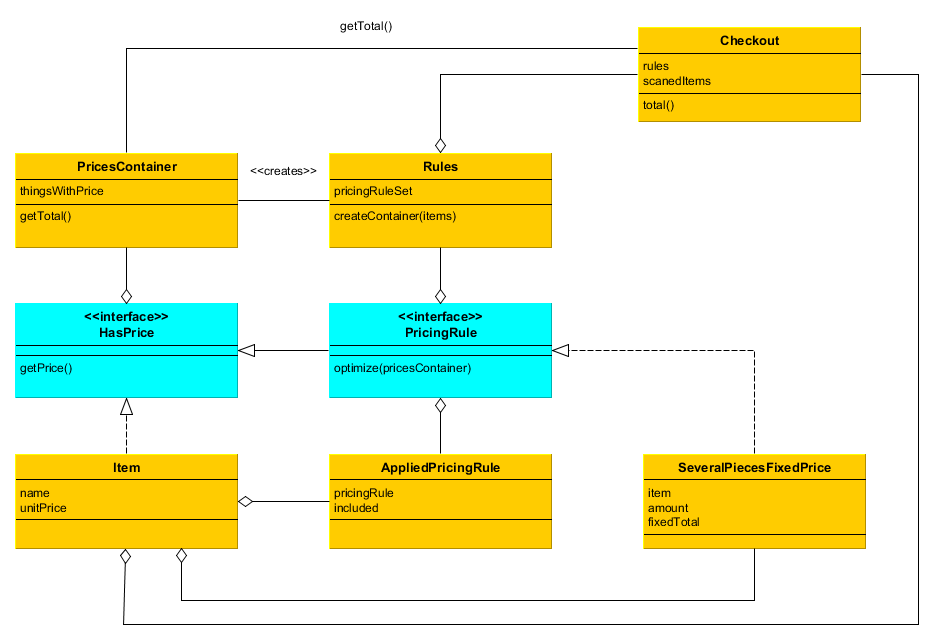 getTotal()
Checkout
rules
scanedItems
total()
PricesContainer
thingsWithPrice
getTotal()
<<creates>>
Rules
pricingRuleSet
createContainer(items)
<<interface>>
HasPrice
getPrice()
<<interface>>
PricingRule
optimize(pricesContainer)
Item
name
unitPrice
AppliedPricingRule
pricingRule
included
SeveralPiecesFixedPrice
item
amount
fixedTotal